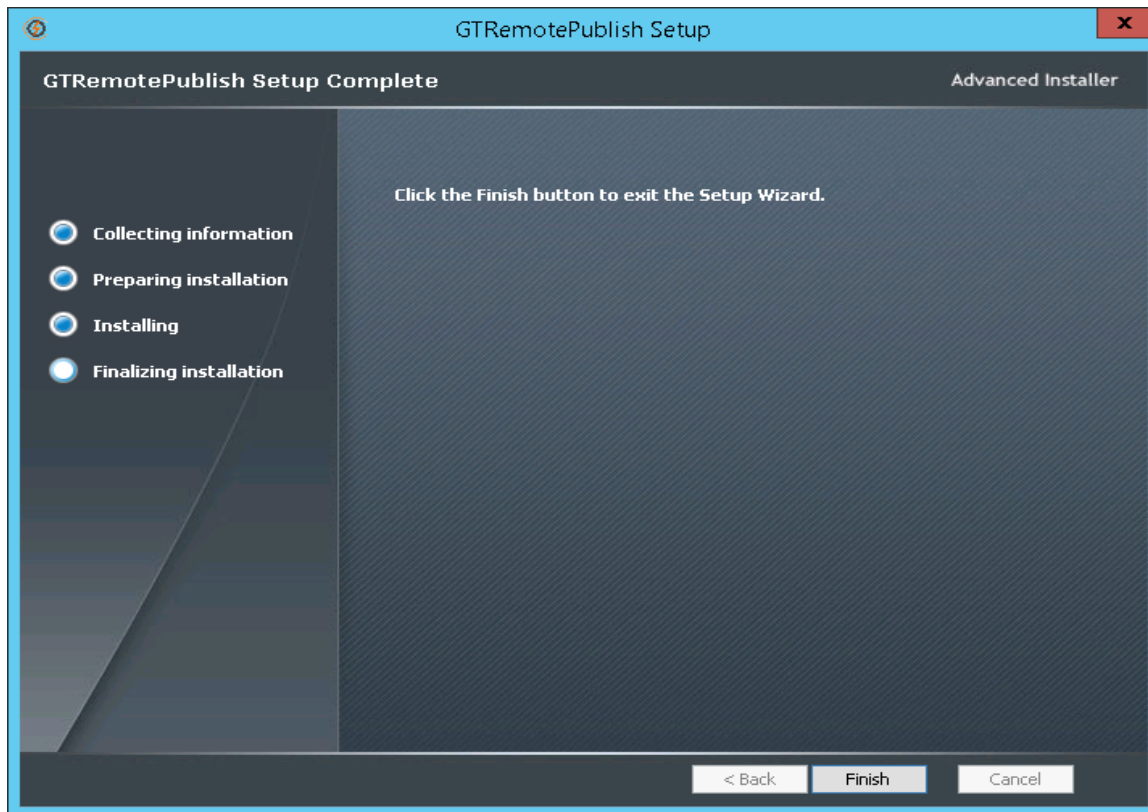 GTRemotePublish Setup
x
GTRemotePublish Setup Complete
Advanced Installer
Click the Finish button to exit the Setup Wizard.
Collecting information
Preparing installation
Installing
Finalizing installation
< Back
Finish
Cancel